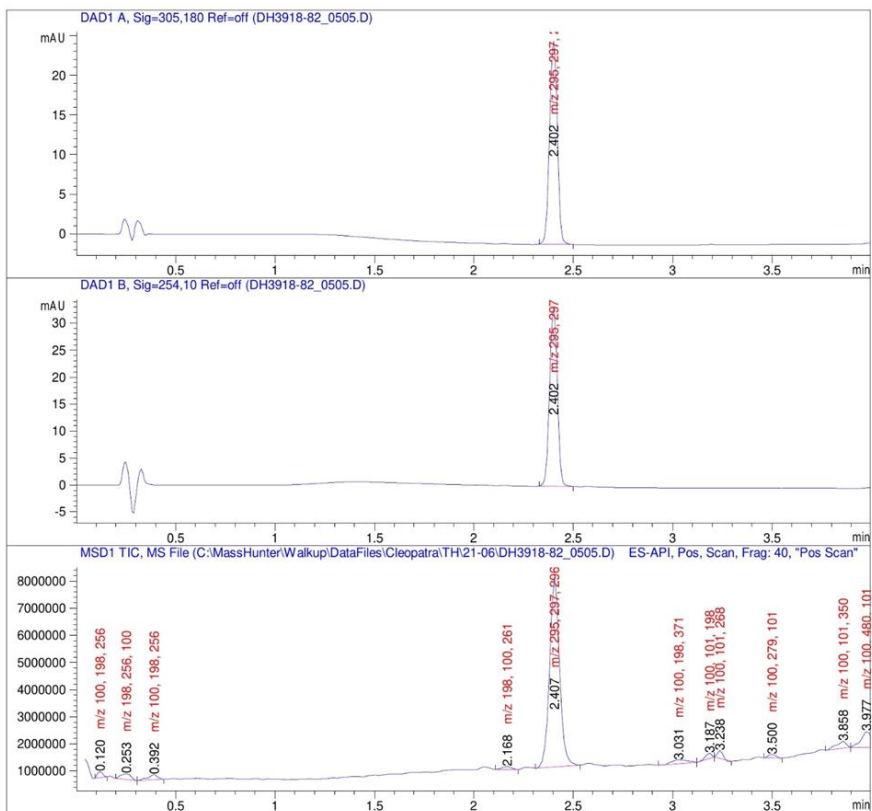 DAD1 A, Sig=305,180 Ref=off (DH3918-82_0505.D)
mAU
20
15
10
5
0
2.402
m/z 295, 297,
0.5 1 1.5 2 2.5 3 3.5 min
DAD1 B, Sig=254,10 Ref=off (DH3918-82_0505.D)
mAU
30
25
20
15
10
5
0
-5
2.402
m/z 295, 297
0.5 1 1.5 2 2.5 3 3.5 min
MSD1 TIC, MS File (C:\MassHunter\Walkup\DataFiles\Cleopatra\TH\21-06\DH3918-82_0505.D) ES-API, Pos, Scan, Frag: 40, "Pos Scan"
8000000
7000000
6000000
5000000
4000000
3000000
2000000
1000000
0.120 m/z 100, 198, 256
0.253 m/z 198, 256, 100
0.392 m/z 100, 198, 256
2.168 m/z 198, 100, 261
2.407 m/z 295, 297, 296
3.031 m/z 100, 198, 371
3.187 m/z 100, 101, 198
3.238 m/z 100, 101, 268
3.500 m/z 100, 279, 101
3.858 m/z 100, 101, 350
3.977 m/z 100, 480, 101
0.5 1 1.5 2 2.5 3 3.5 min